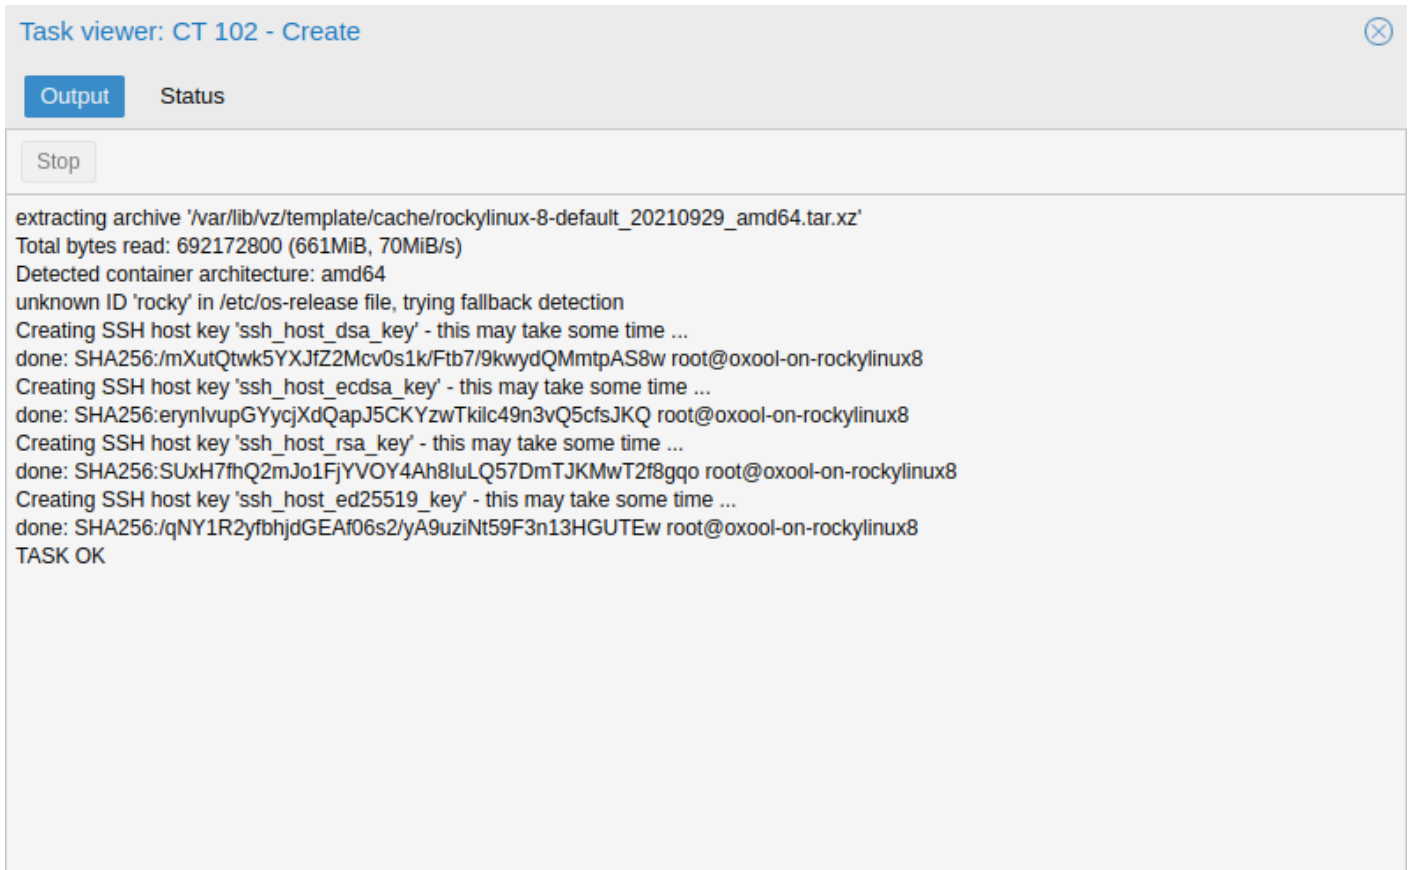 Task viewer: CT 102 - Create
Output Status
Stop
extracting archive '/var/lib/vz/template/cache/rockylinux-8-default_20210929_amd64.tar.xz'
Total bytes read: 692172800 (661MiB, 70MiB/s)
Detected container architecture: amd64
unknown ID 'rocky' in /etc/os-release file, trying fallback detection
Creating SSH host key 'ssh_host_dsa_key' - this may take some time ...
done: SHA256:/mXutQtwk5YXJfZ2Mcv0s1k/Ftb7/9kwydQMmtpAS8w root@oxool-on-rockylinux8
Creating SSH host key 'ssh_host_ecdsa_key' - this may take some time ...
done: SHA256:erynIvupGYycjXdQapJ5CKYzwTkilc49n3vQ5cfsJKQ root@oxool-on-rockylinux8
Creating SSH host key 'ssh_host_rsa_key' - this may take some time ...
done: SHA256:SUxH7fhQ2mJo1FjYVOY4Ah8IuLQ57DmTJKMwT2f8gqo root@oxool-on-rockylinux8
Creating SSH host key 'ssh_host_ed25519_key' - this may take some time ...
done: SHA256:/qNY1R2yfbhjdGEAf06s2/yA9uziNt59F3n13HGUTEw root@oxool-on-rockylinux8
TASK OK